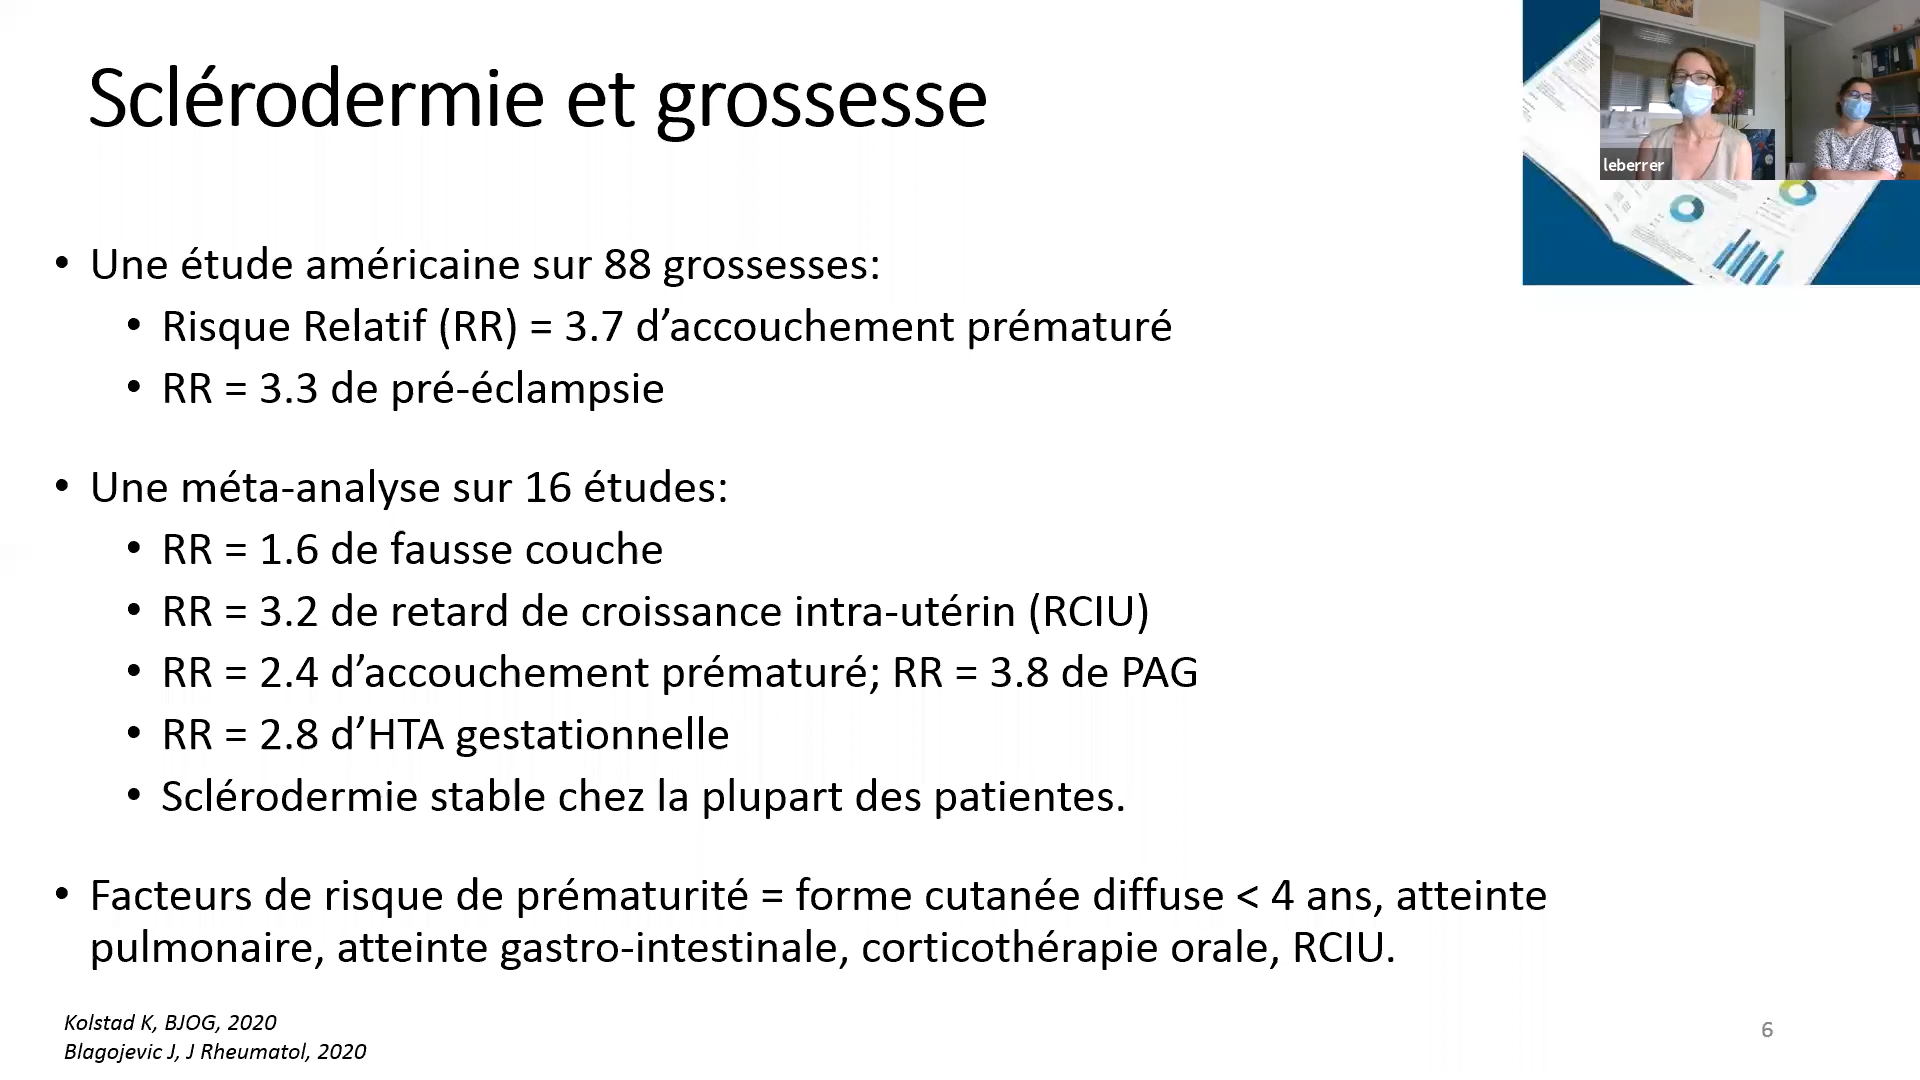 Sclérodermie et grossesse
leberrer
• Une étude américaine sur 88 grossesses:
• Risque Relatif (RR) = 3.7 d’accouchement prématuré
• RR = 3.3 de pré-éclampsie
• Une méta-analyse sur 16 études:
• RR = 1.6 de fausse couche
• RR = 3.2 de retard de croissance intra-utérin (RCIU)
• RR = 2.4 d’accouchement prématuré; RR = 3.8 de PAG
• RR = 2.8 d’HTA gestationnelle
• Sclérodermie stable chez la plupart des patientes.
• Facteurs de risque de prématurité = forme cutanée diffuse < 4 ans, atteinte
pulmonaire, atteinte gastro-intestinale, corticothérapie orale, RCIU.
Kolstad K, BJOG, 2020
Blagojevic J, J Rheumatol, 2020
6